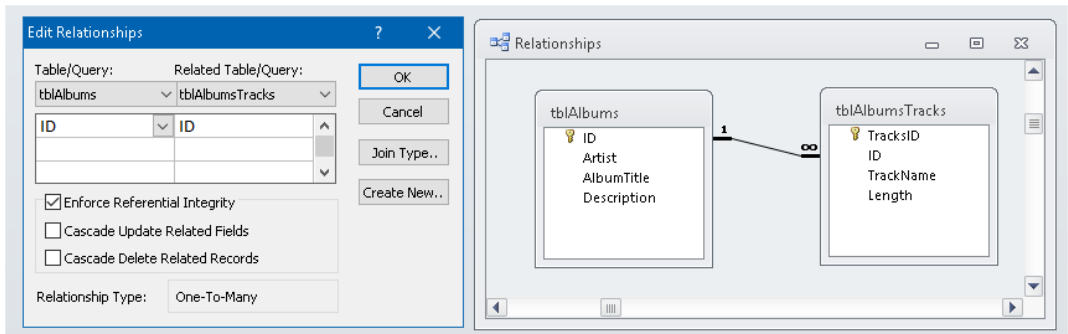 Edit Relationships ?
Table/Query: Related Table/Query:
tblAlbums tblAlbumsTracks
ID ID
Enforce Referential Integrity
Cascade Update Related Fields
Cascade Delete Related Records
Relationship Type: One-To-Many
OK
Cancel
Join Type..
Create New..
Relationships
tblAlbums
ID
Artist
AlbumTitle
Description
1
∞
tblAlbumsTracks
TracksID
ID
TrackName
Length